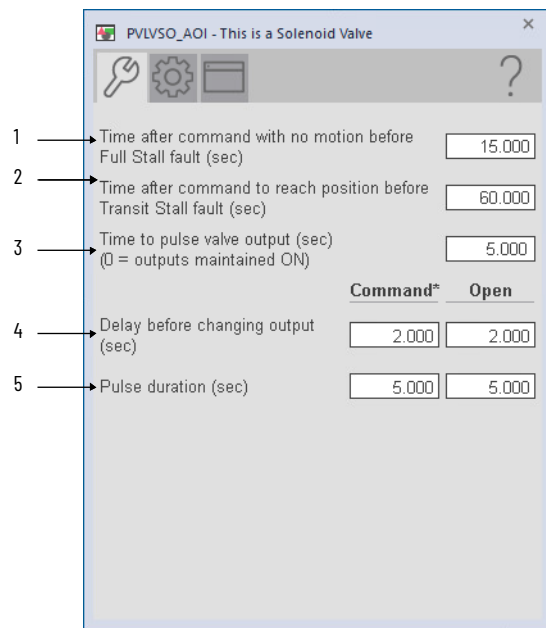 PVLVSO_AOI - This is a Solenoid Valve
×
?
1
Time after command with no motion before
Full Stall fault (sec)
15.000
2
Time after command to reach position before
Transit Stall fault (sec)
60.000
3
Time to pulse valve output (sec)
(0 = outputs maintained ON)
5.000
Command* Open
4
Delay before changing output
(sec)
2.000 2.000
5
Pulse duration (sec)
5.000 5.000